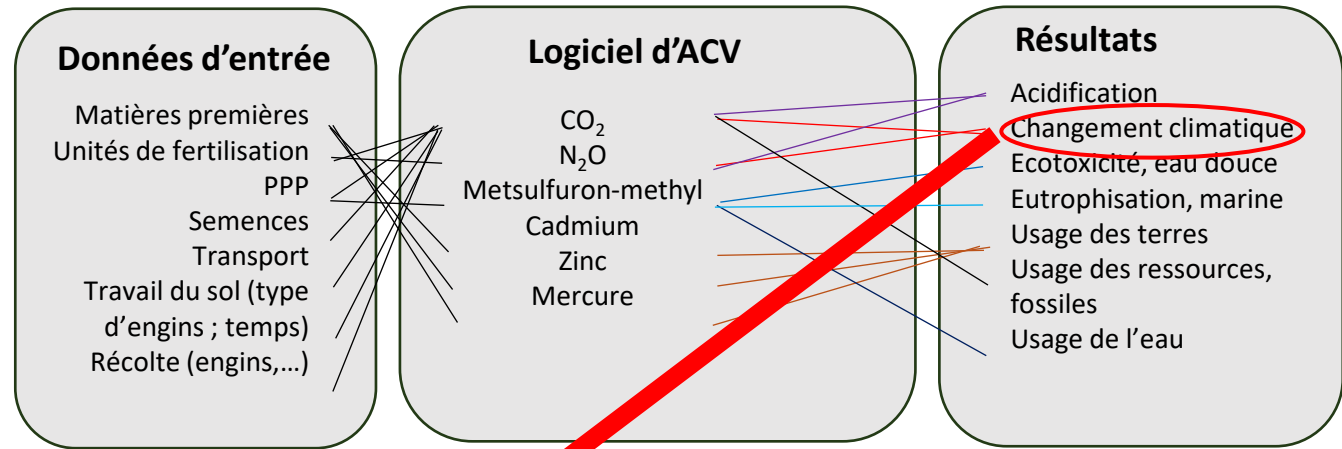 Données d'entrée
Matières premières
Unités de fertilisation
PPP
Semences
Transport
Travail du sol (type
d'engins ; temps)
Récolte (engins,…)
Logiciel d'ACV
CO₂
N₂O
Metsulfuron-methyl
Cadmium
Zinc
Mercure
Résultats
Acidification
Changement climatique
Ecotoxicité, eau douce
Eutrophisation, marine
Usage des terres
Usage des ressources,
fossiles
Usage de l'eau